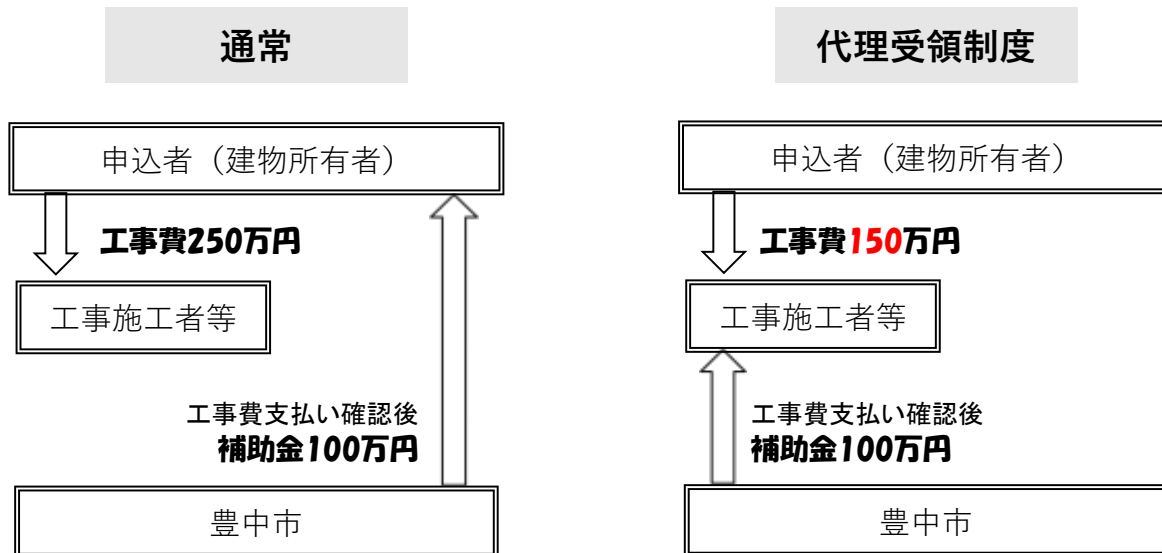 通常
申込者（建物所有者）
工事費250万円
工事施工者等
工事費支払い確認後
補助金100万円
豊中市
代理受領制度
申込者（建物所有者）
工事費150万円
工事施工者等
工事費支払い確認後
補助金100万円
豊中市